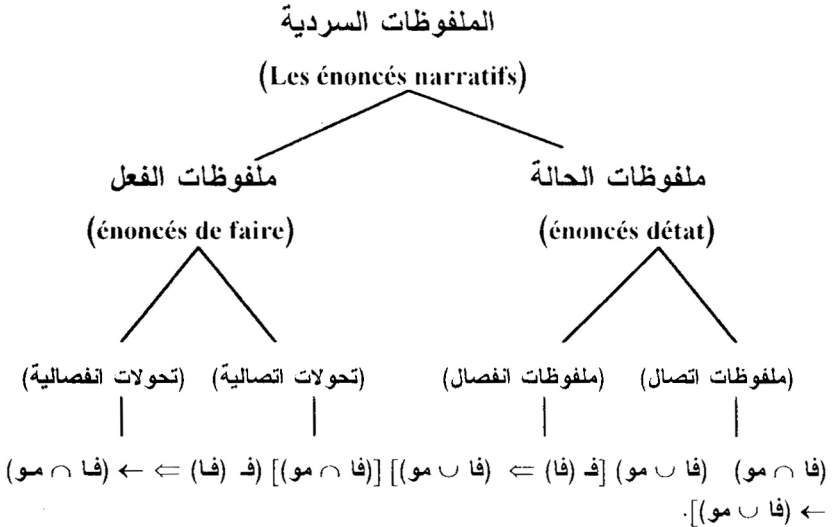 الملفوظات السردية
(Les énoncés narratifs)
ملفوظات الحالة ملفوظات الفعل
(énoncés détat) (énoncés de faire)
(ملفوظات اتصال) (ملفوظات انفصال) (تحولات اتصالية) (تحولات انفصالية)
(فا ∩ مو) (فا ∪ مو) [فـ (فا) ⇐ (فا ∪ مو)] [(فا ∩ مو)] (فـ (فا) ⇐ ← (فا ∩ مو)
← (فا ∪ مو)].